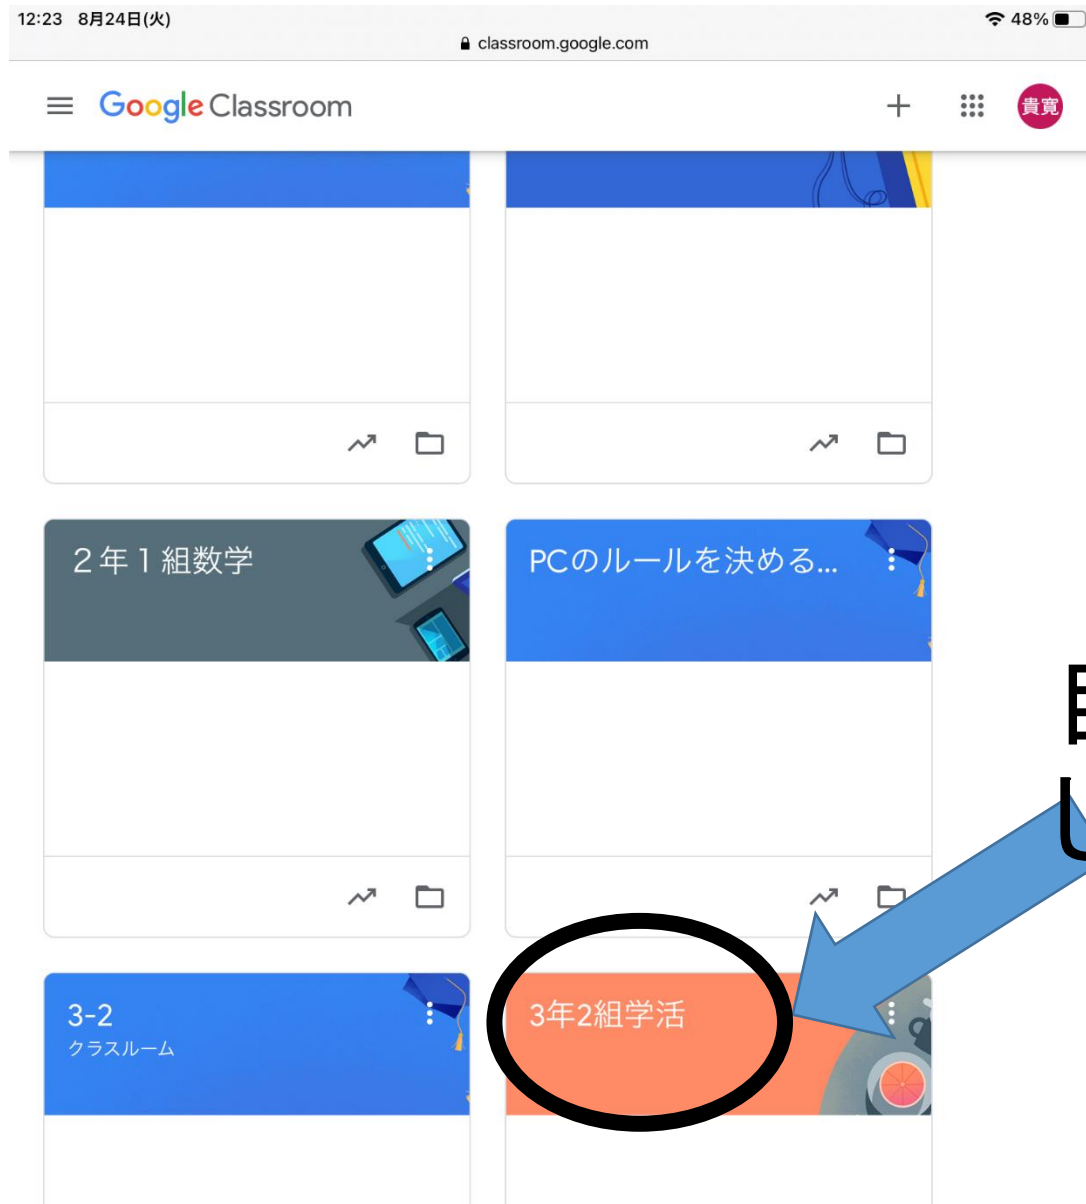 12:23 8月24日(火) 48%
classroom.google.com
Google Classroom 貴寛
２年１組数学
PCのルールを決める...
3-2
クラスルーム
3年2組学活